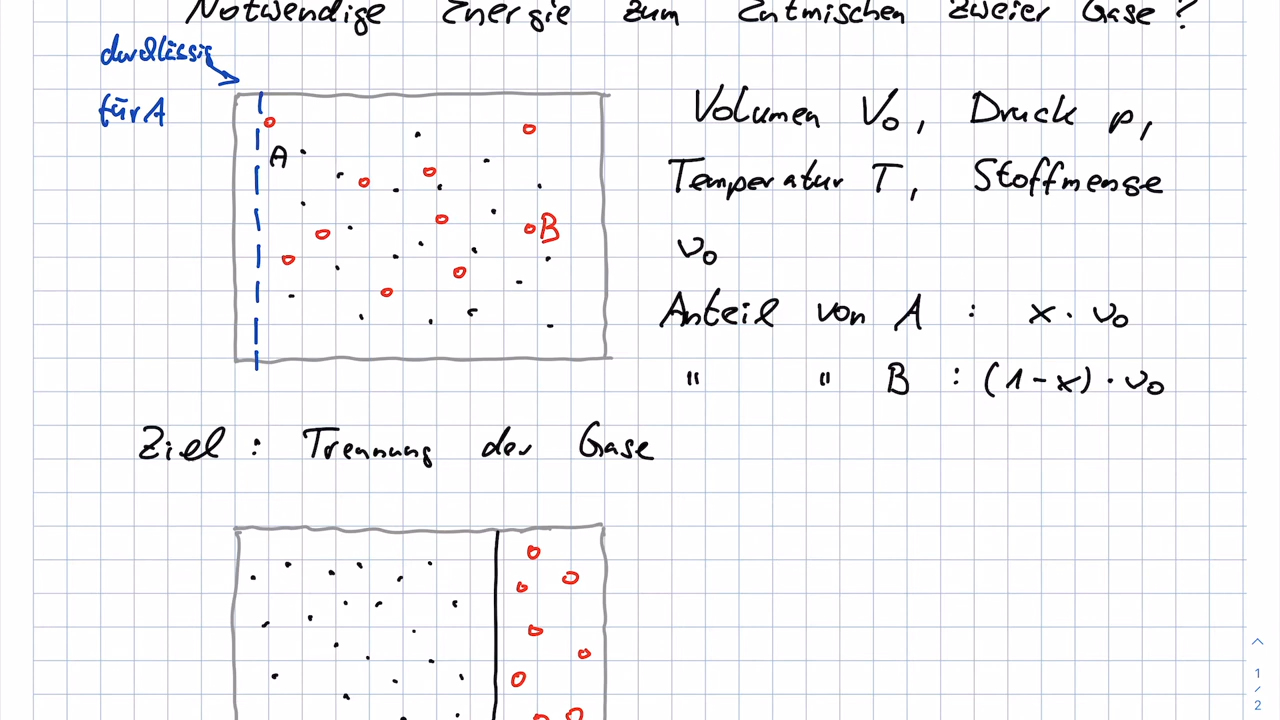 Notwendige Energie zum Entmischen zweier Gase?
durchlässig
für A
A
B
Volumen V₀, Druck p,
Temperatur T, Stoffmenge
ν₀
Anteil von A : x · ν₀
" " B : (1-x) · ν₀
Ziel : Trennung der Gase
1
/
2